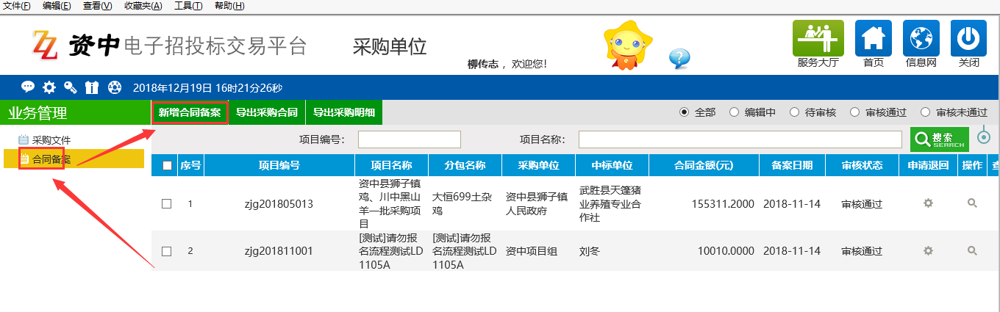 文件(F) 编辑(E) 查看(V) 收藏夹(A) 工具(T) 帮助(H)
资中 电子招投标交易平台 采购单位
柳传志 ，欢迎您!
服务大厅 首页 信息网 关闭
2018年12月19日 16时21分26秒
业务管理
采购文件
合同备案
新增合同备案 导出采购合同 导出采购明细 全部 编辑中 待审核 审核通过 审核未通过
项目编号： 项目名称： 搜索 SEARCH
序号 项目编号 项目名称 分包名称 采购单位 中标单位 合同金额(元) 备案日期 审核状态 申请退回 操作
1 zjg201805013 资中县狮子镇鸡、川中黑山羊一批采购项目 大恒699土杂鸡 资中县狮子镇人民政府 武胜县天篷猪业养殖专业合作社 155311.2000 2018-11-14 审核通过
2 zjg201811001 [测试]请勿报名流程测试LD1105A [测试]请勿报名流程测试LD1105A 资中项目组 刘冬 10010.0000 2018-11-14 审核通过